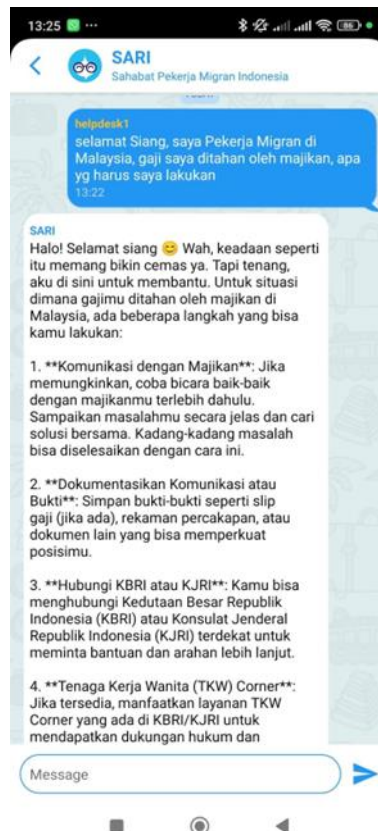 13:25
86
SARI
Sahabat Pekerja Migran Indonesia
helpdesk1
selamat Siang, saya Pekerja Migran di
Malaysia, gaji saya ditahan oleh majikan, apa
yg harus saya lakukan
13:22
SARI
Halo! Selamat siang 😊 Wah, keadaan seperti
itu memang bikin cemas ya. Tapi tenang,
aku di sini untuk membantu. Untuk situasi
dimana gajimu ditahan oleh majikan di
Malaysia, ada beberapa langkah yang bisa
kamu lakukan:
1. **Komunikasi dengan Majikan**: Jika
memungkinkan, coba bicara baik-baik
dengan majikanmu terlebih dahulu.
Sampaikan masalahmu secara jelas dan cari
solusi bersama. Kadang-kadang masalah
bisa diselesaikan dengan cara ini.
2. **Dokumentasikan Komunikasi atau
Bukti**: Simpan bukti-bukti seperti slip
gaji (jika ada), rekaman percakapan, atau
dokumen lain yang bisa memperkuat
posisimu.
3. **Hubungi KBRI atau KJRI**: Kamu bisa
menghubungi Kedutaan Besar Republik
Indonesia (KBRI) atau Konsulat Jenderal
Republik Indonesia (KJRI) terdekat untuk
meminta bantuan dan arahan lebih lanjut.
4. **Tenaga Kerja Wanita (TKW) Corner**:
Jika tersedia, manfaatkan layanan TKW
Corner yang ada di KBRI/KJRI untuk
mendapatkan dukungan hukum dan
Message